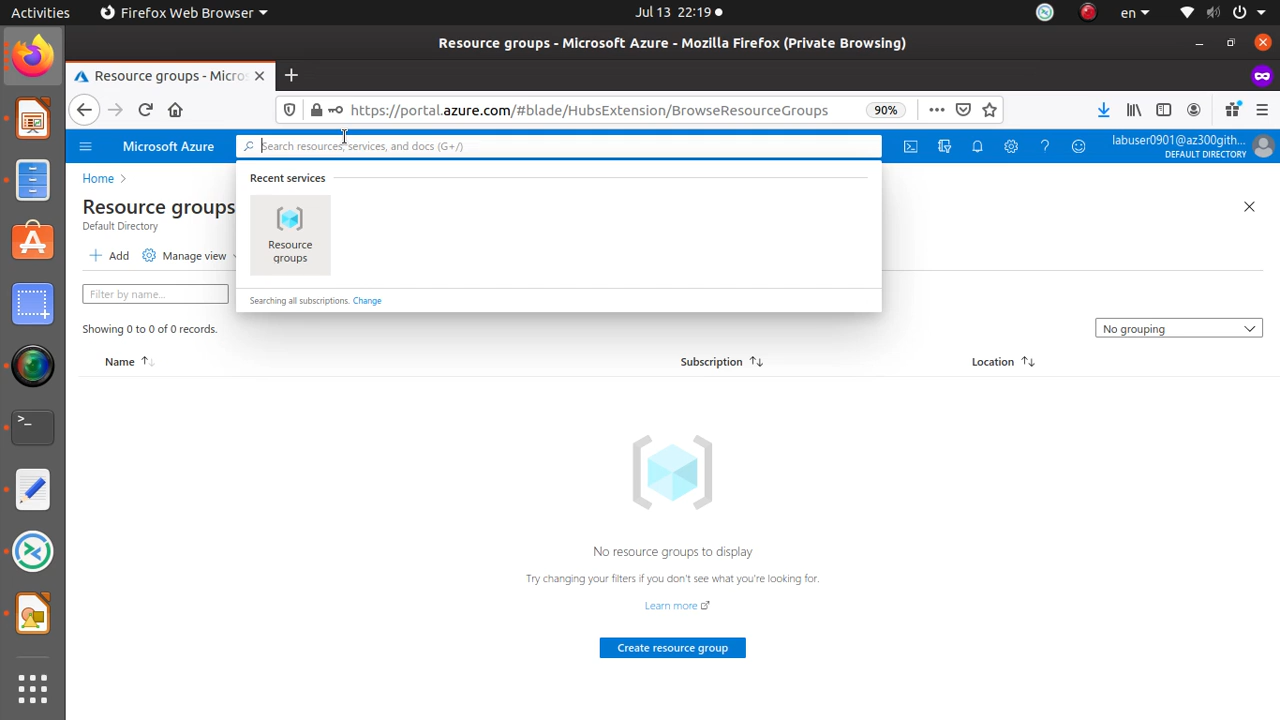 Activities
Firefox Web Browser
Jul 13 22:19
en
Resource groups - Microsoft Azure - Mozilla Firefox (Private Browsing)
Resource groups - Micros
https://portal.azure.com/#blade/HubsExtension/BrowseResourceGroups
90%
Microsoft Azure
Search resources, services, and docs (G+/)
labuser0901@az300gith...
DEFAULT DIRECTORY
Home
Recent services
Resource groups
Default Directory
Resource
groups
Add
Manage view
Filter by name...
Searching all subscriptions. Change
Showing 0 to 0 of 0 records.
No grouping
Name
Subscription
Location
No resource groups to display
Try changing your filters if you don't see what you're looking for.
Learn more
Create resource group